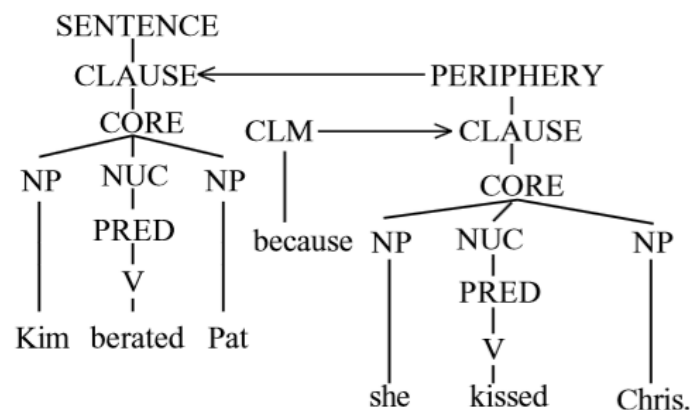 SENTENCE
CLAUSE PERIPHERY
CORE CLM CLAUSE
NP NUC NP CORE
PRED because NP NUC NP
V PRED
Kim berated Pat V
she kissed Chris.